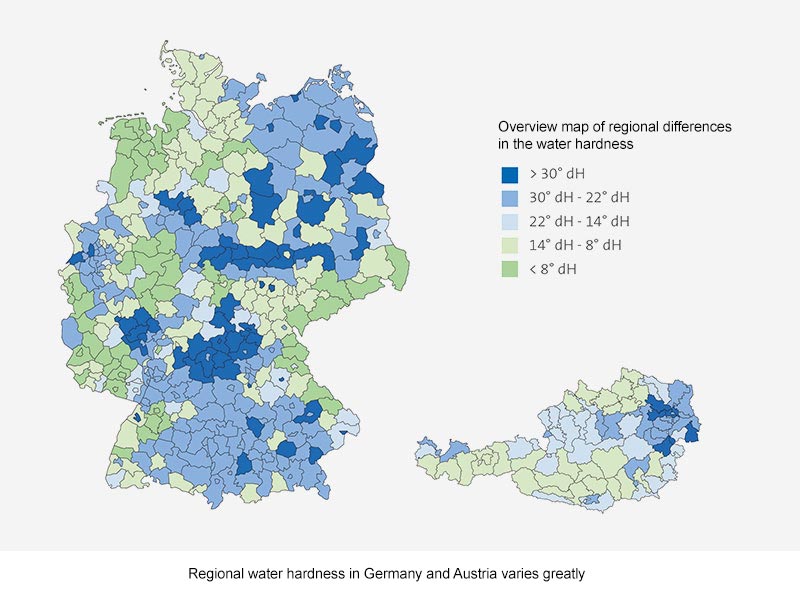 Overview map of regional differences
in the water hardness
> 30° dH
30° dH - 22° dH
22° dH - 14° dH
14° dH - 8° dH
< 8° dH
Regional water hardness in Germany and Austria varies greatly